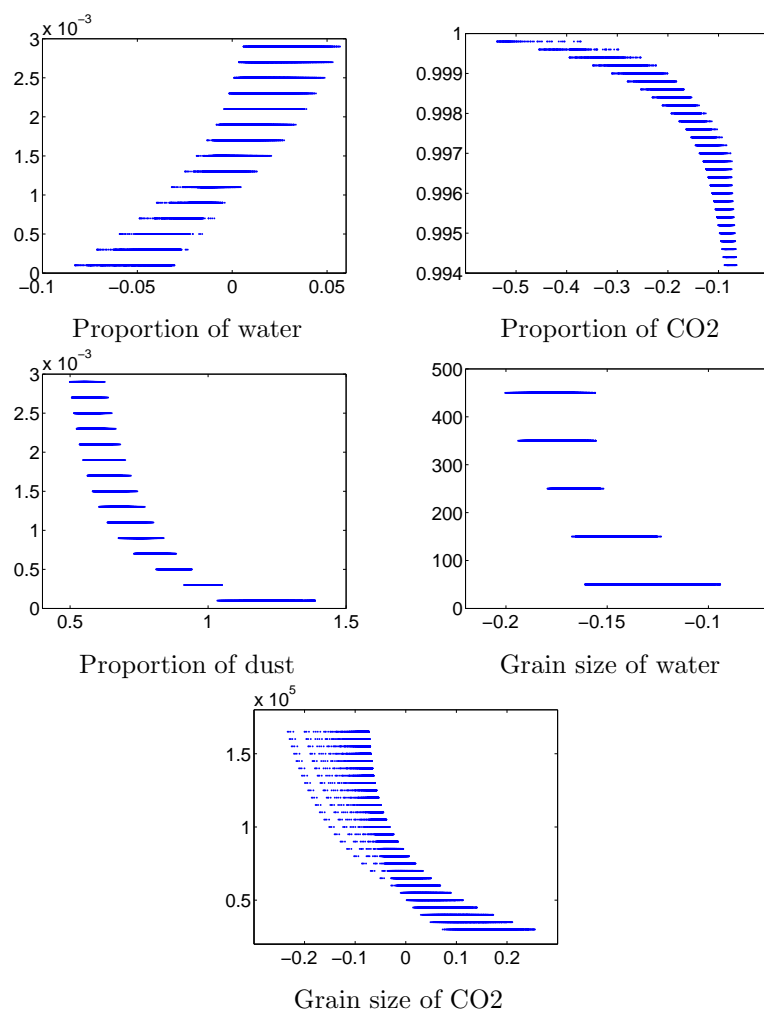 x 10⁻³
3
2.5
2
1.5
1
0.5
0
−0.1 −0.05 0 0.05
Proportion of water
1
0.999
0.998
0.997
0.996
0.995
0.994
−0.5 −0.4 −0.3 −0.2 −0.1
Proportion of CO2
x 10⁻³
3
2.5
2
1.5
1
0.5
0
0.5 1 1.5
Proportion of dust
500
400
300
200
100
0
−0.2 −0.15 −0.1
Grain size of water
x 10⁵
1.5
1
0.5
−0.2 −0.1 0 0.1 0.2
Grain size of CO2